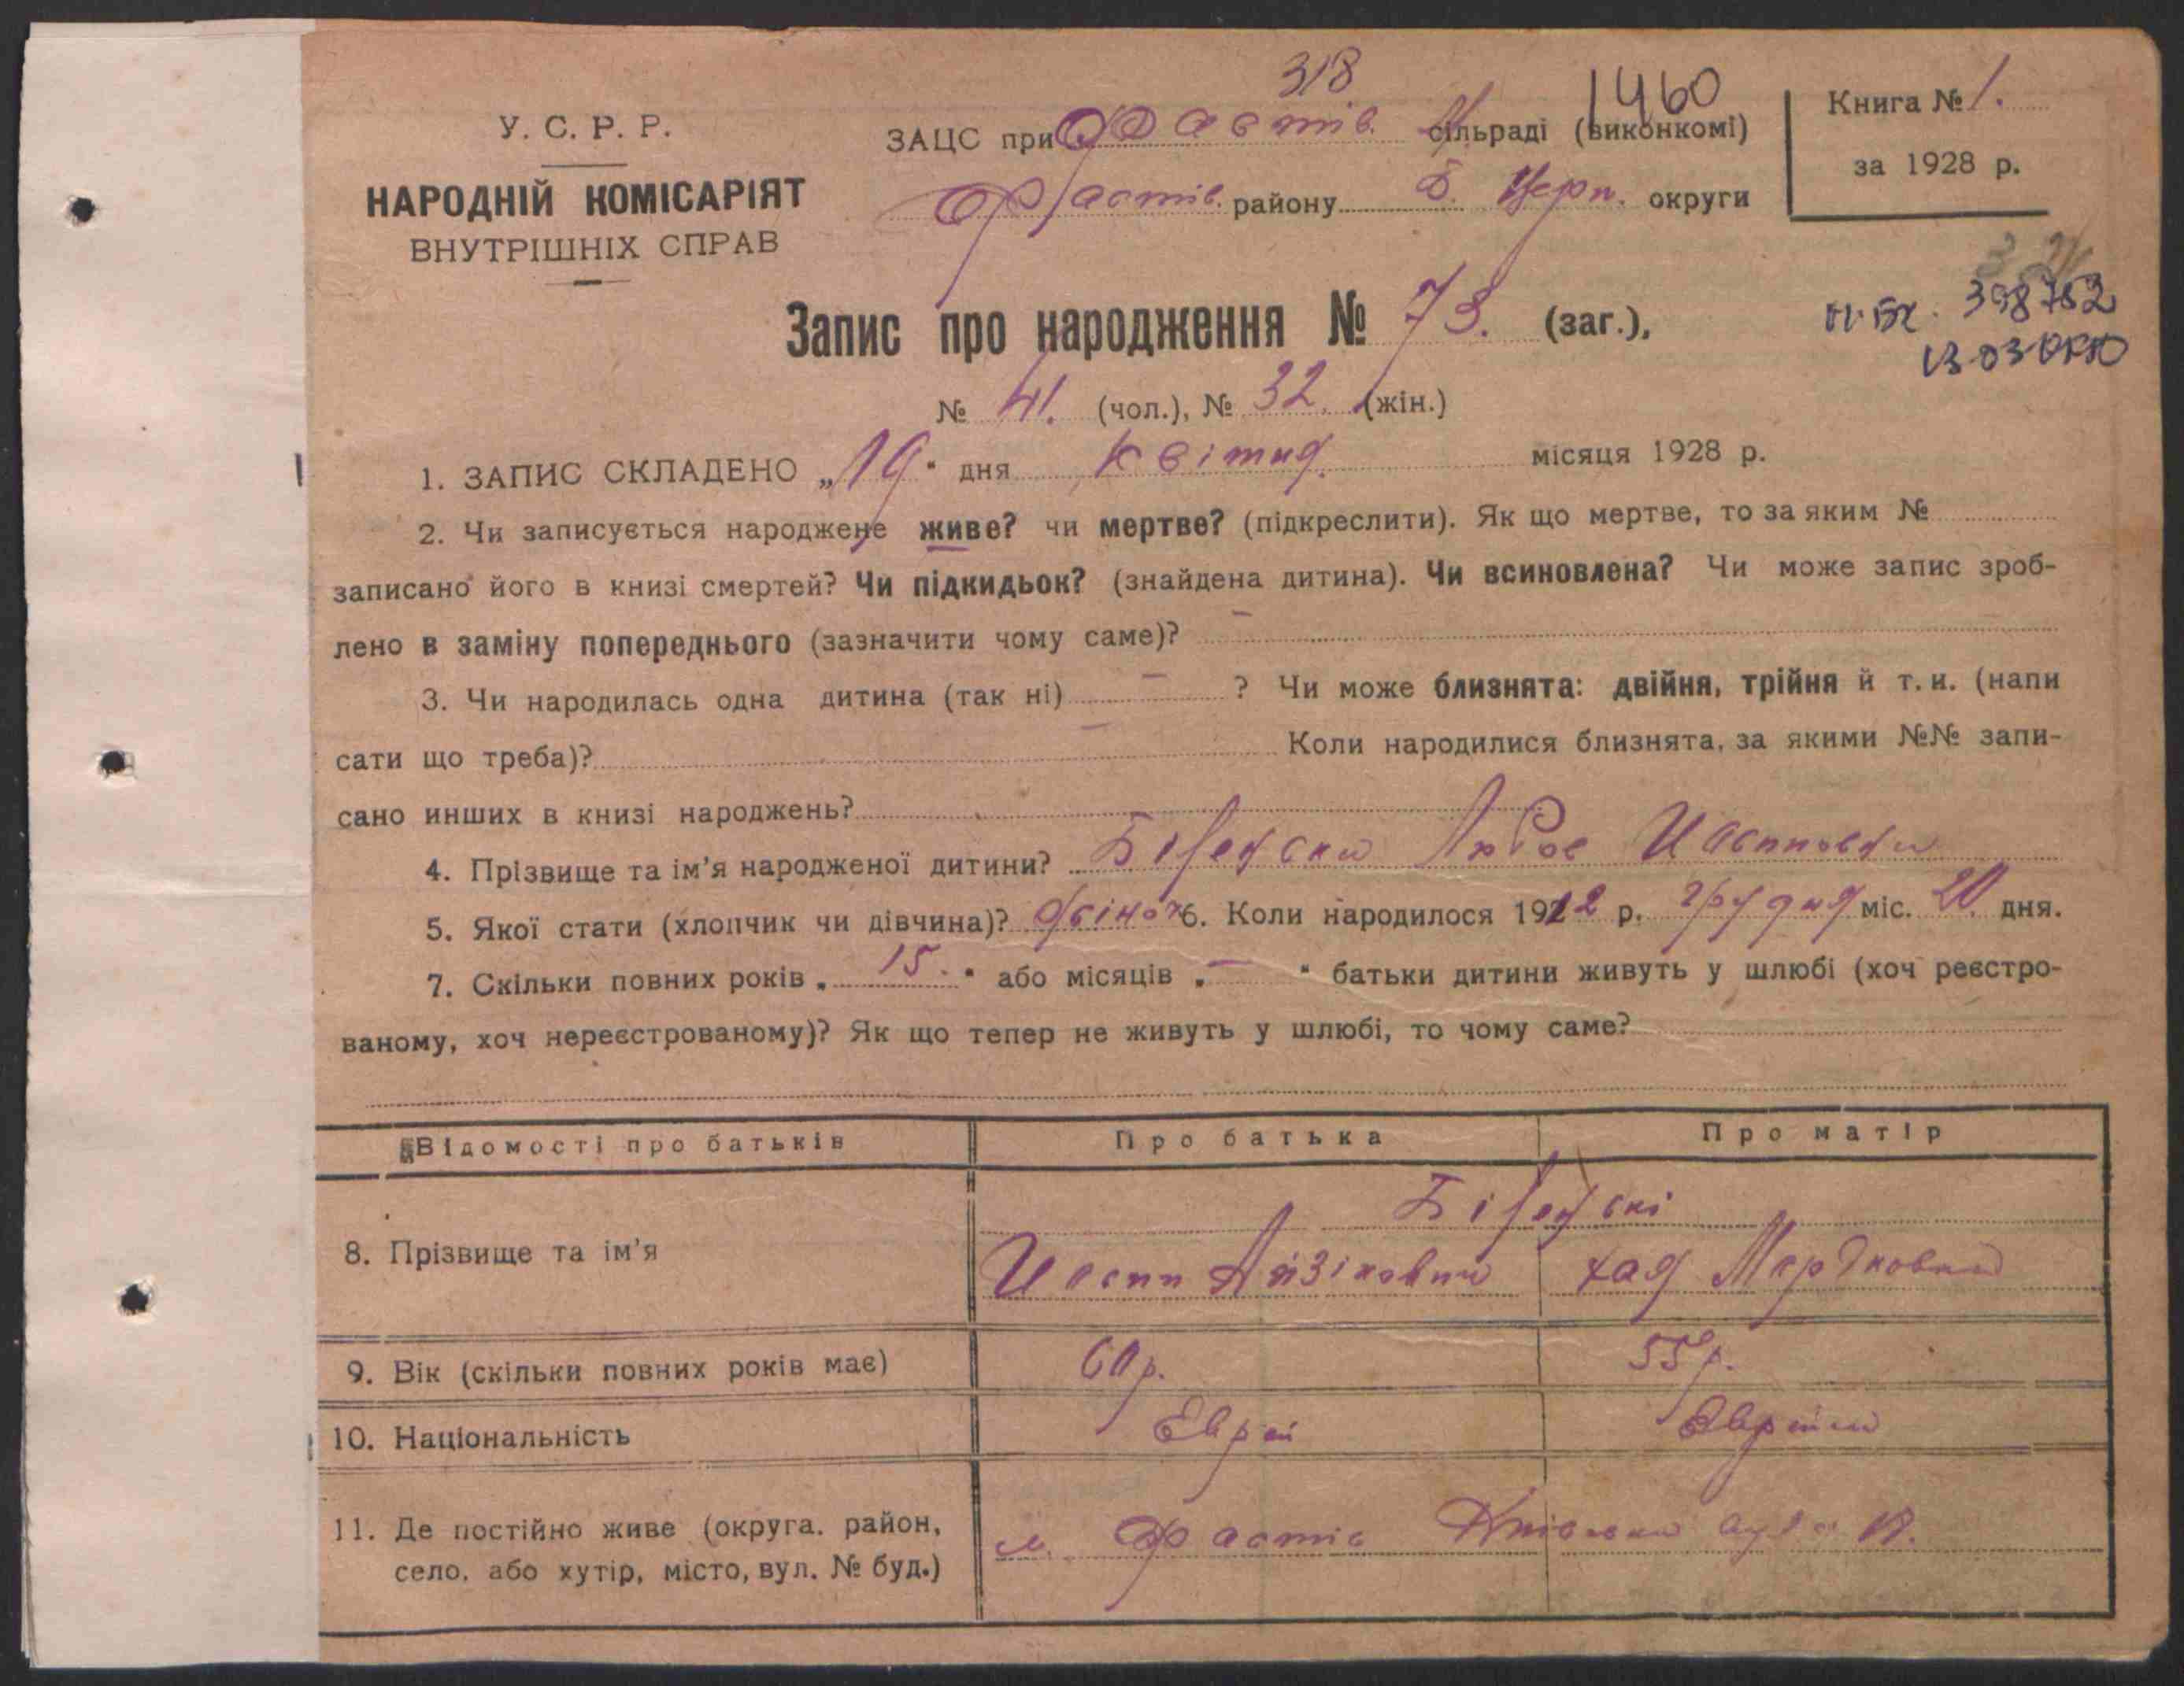 318
1460
У. С. Р. Р.
НАРОДНІЙ КОМІСАРІЯТ
ВНУТРІШНІХ СПРАВ
ЗАЦС при Фастів. сільраді (виконкомі)
Фастів. району Б. Церк. округи
Книга № 1.
за 1928 р.
398782
Запис про народження № 73. (заг.),
№ 41. (чол.), № 32. (жін.)
1. ЗАПИС СКЛАДЕНО „19" дня Квітня місяця 1928 р.
2. Чи записується народжене живе? чи мертве? (підкреслити). Як що мертве, то за яким №
записано його в книзі смертей? Чи підкидьок? (знайдена дитина). Чи всиновлена? Чи може запис зроб-
лено в заміну попереднього (зазначити чому саме)? –
3. Чи народилась одна дитина (так ні) – ? Чи може близнята: двійня, трійня й т. и. (напи
сати що треба)? – Коли народилися близнята, за якими №№ запи-
сано инших в книзі народжень?
4. Прізвище та ім'я народженої дитини?
5. Якої стати (хлопчик чи дівчина)? 6. Коли народилося 1912 р. грудня міс. 20. дня.
7. Скільки повних років „ 15. " або місяців „ – " батьки дитини живуть у шлюбі (хоч реєстро-
ваному, хоч нереєстрованому)? Як що тепер не живуть у шлюбі, то чому саме?
Відомості про батьків Про батька Про матір
8. Прізвище та ім'я
Хая
9. Вік (скільки повних років має) 60 р. 55 р.
10. Національність Еврей Еврейка
11. Де постійно живе (округа, район,
село, або хутір, місто, вул. № буд.)
м. Фастів